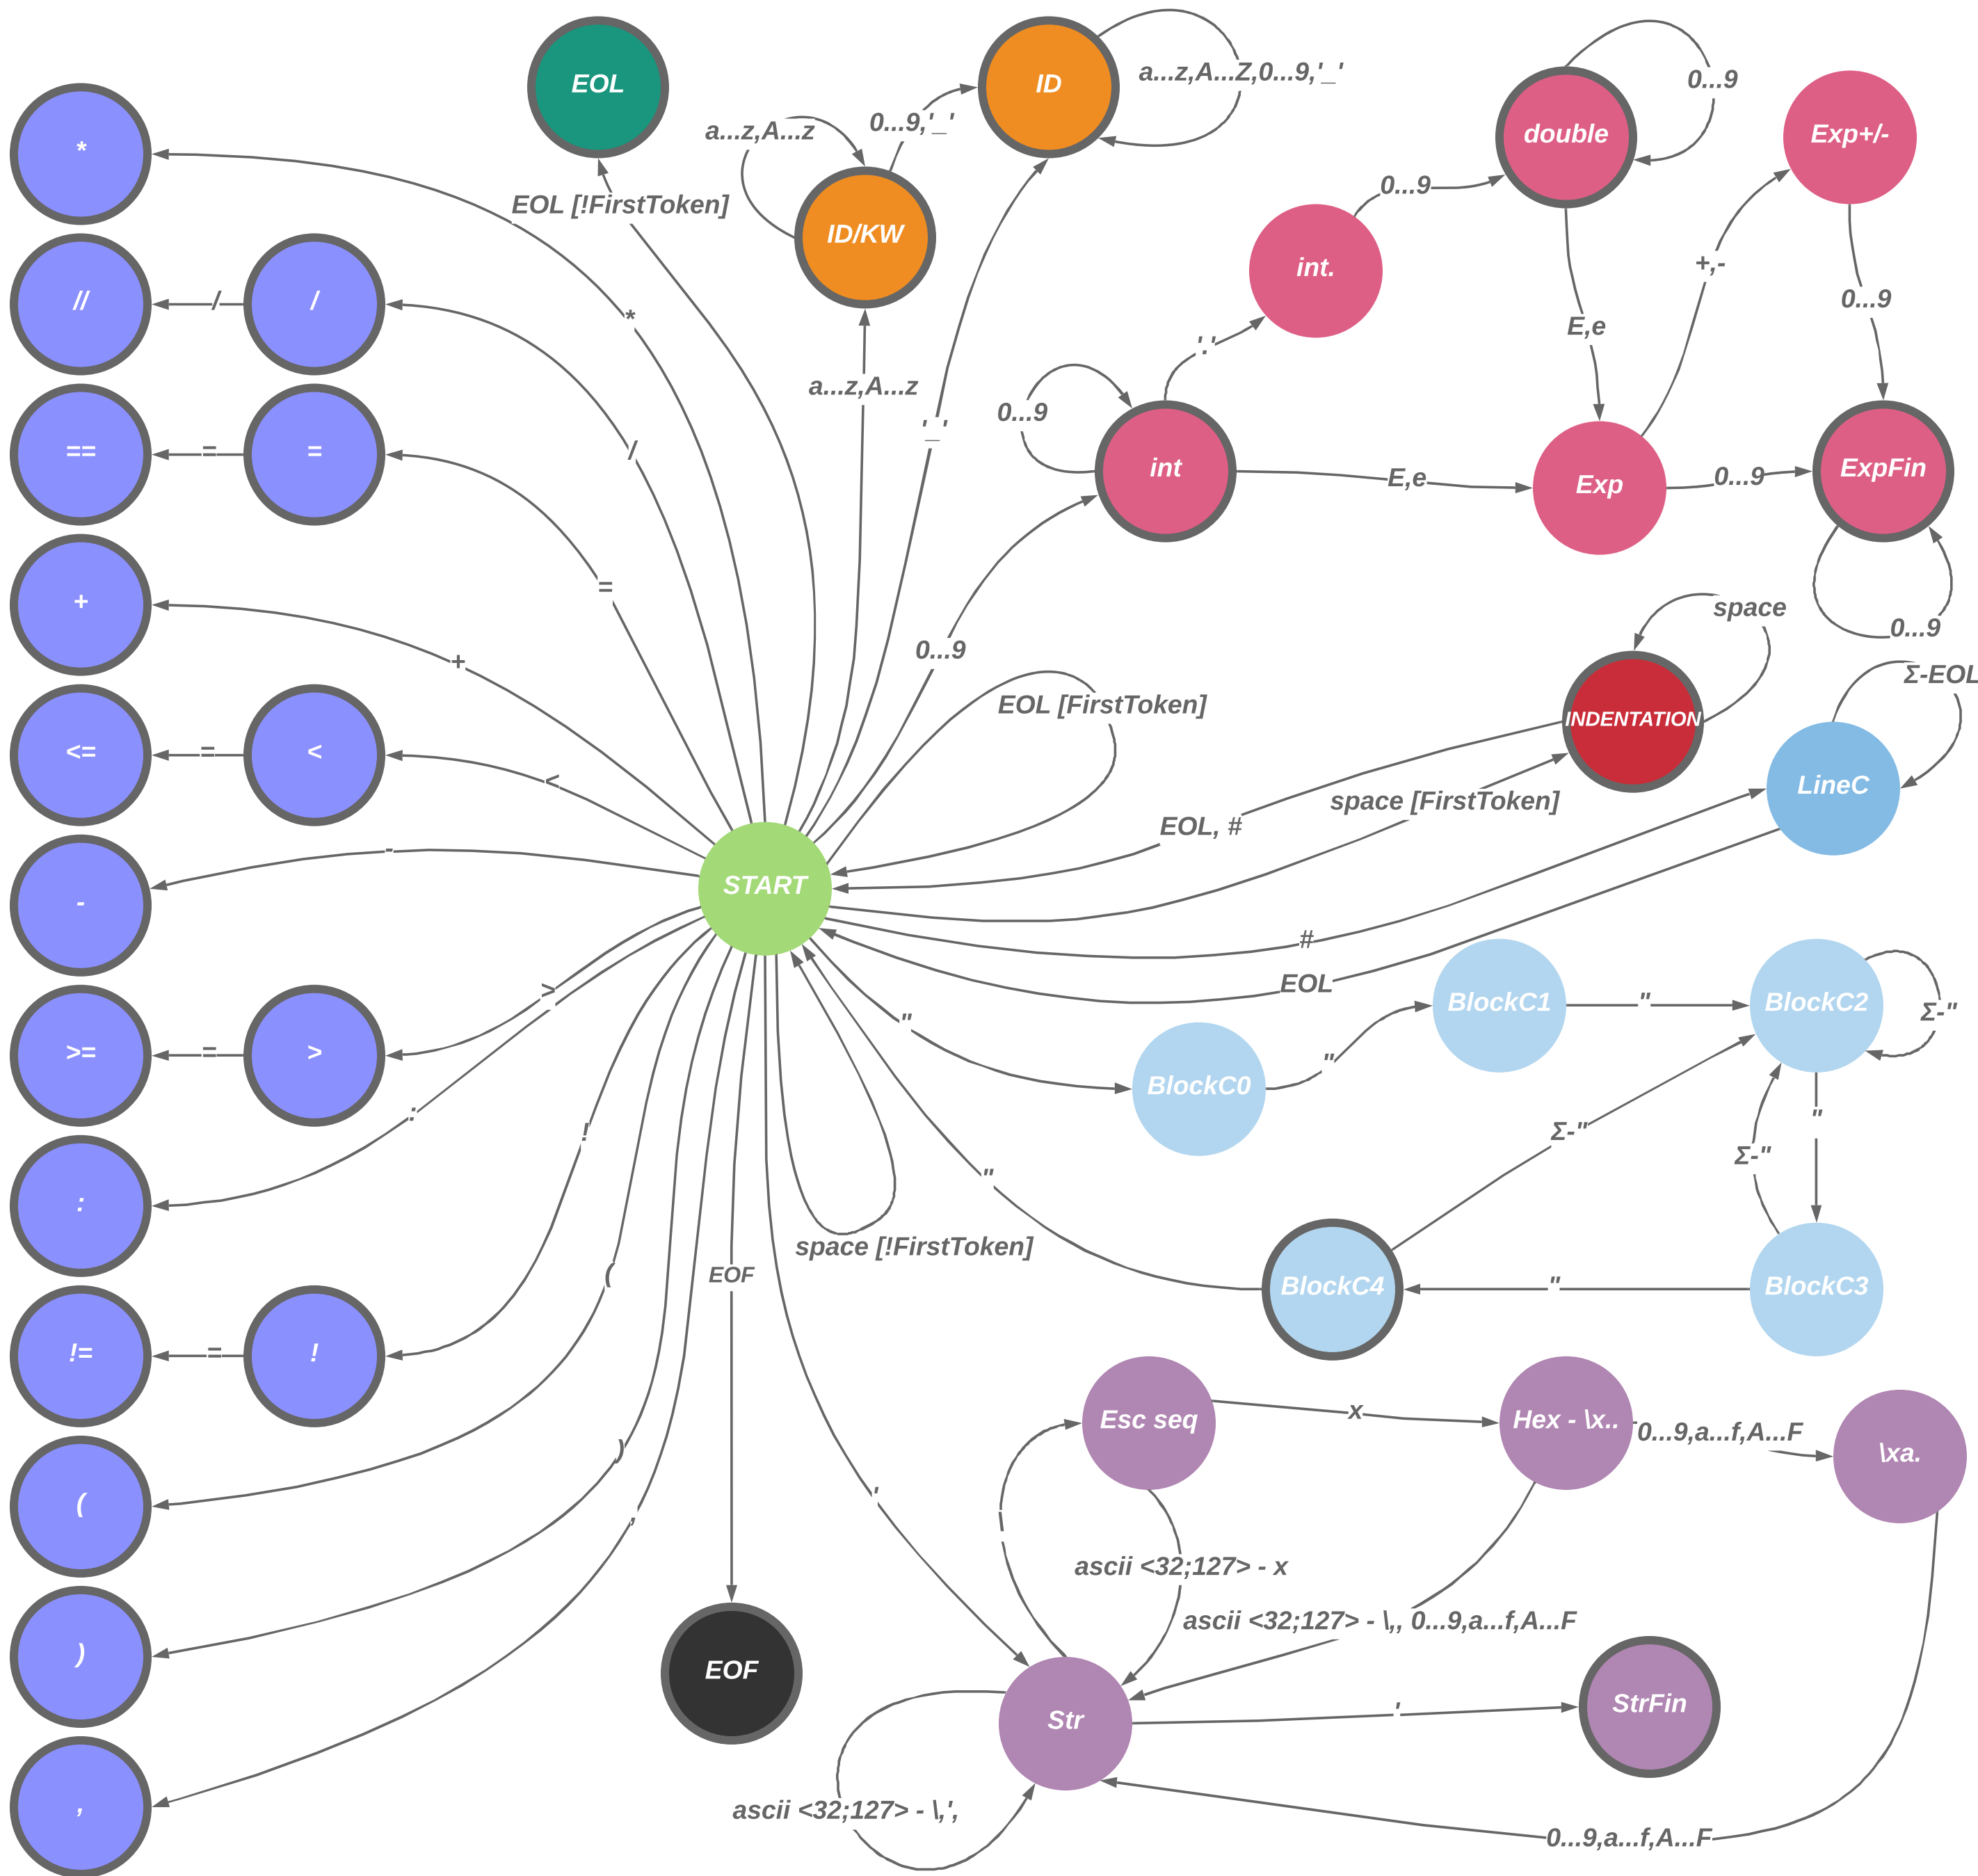 EOL
ID
a...z,A...Z,0...9,'_'
0...9
double
Exp+/-
*
a...z,A...z
0...9,'_'
EOL [!FirstToken]
0...9
ID/KW
int.
+,-
//
/
/
0...9
*
E,e
'.'
a...z,A...z
0...9
==
=
=
/
'_'
int
E,e
Exp
0...9
ExpFin
=
+
space
0...9
+
0...9
Σ-EOL
EOL [FirstToken]
INDENTATION
<=
=
<
<
LineC
space [FirstToken]
EOL, #
-
START
-
#
EOL
>
"
BlockC1
"
BlockC2
Σ-"
>=
=
>
"
BlockC0
:
!
"
Σ-"
Σ-"
"
:
space [!FirstToken]
EOF
(
BlockC4
"
BlockC3
!=
=
!
Esc seq
x
Hex - \x..
0...9,a...f,A...F
\xa.
)
'
(
,
ascii <32;127> - x
ascii <32;127> - \,, 0...9,a...f,A...F
)
EOF
Str
'
StrFin
,
ascii <32;127> - \,',
0...9,a...f,A...F